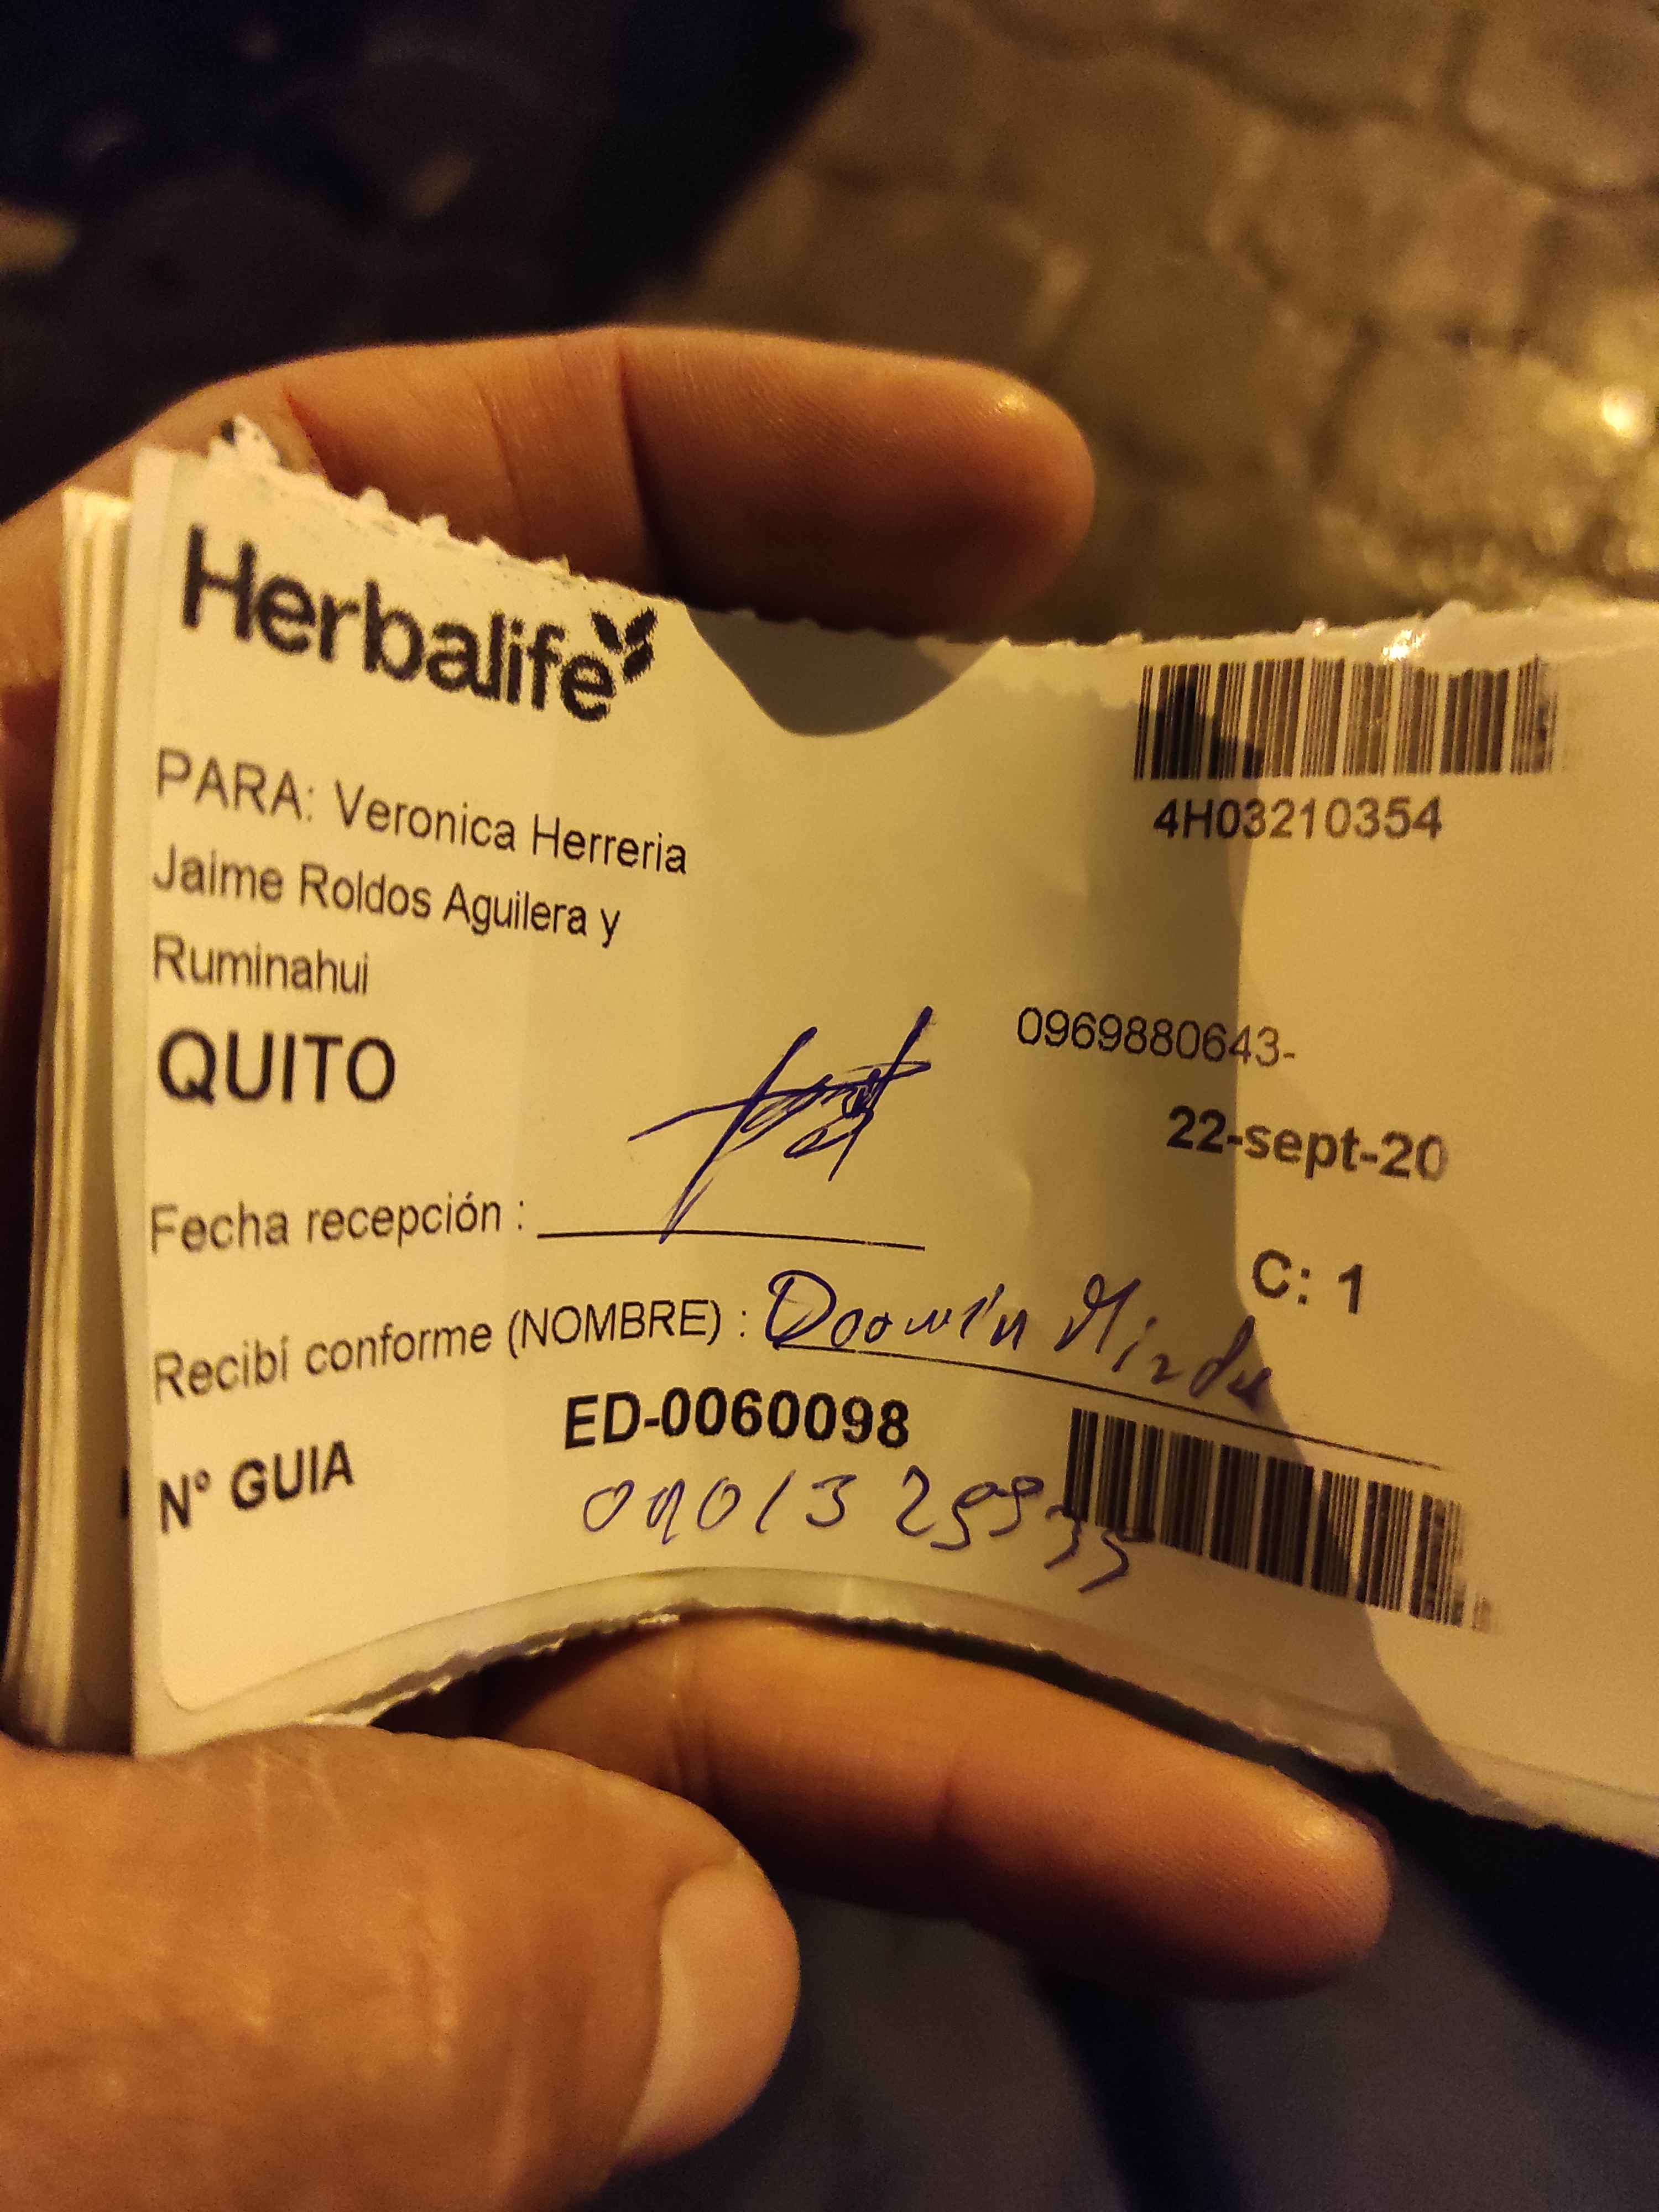 Herbalife
4H03210354
PARA: Veronica Herreria
Jaime Roldos Aguilera y
Ruminahui
QUITO
0969880643-
22-sept-20
Fecha recepción :
C: 1
Recibí conforme (NOMBRE) : Darwin
N° GUIA ED-0060098